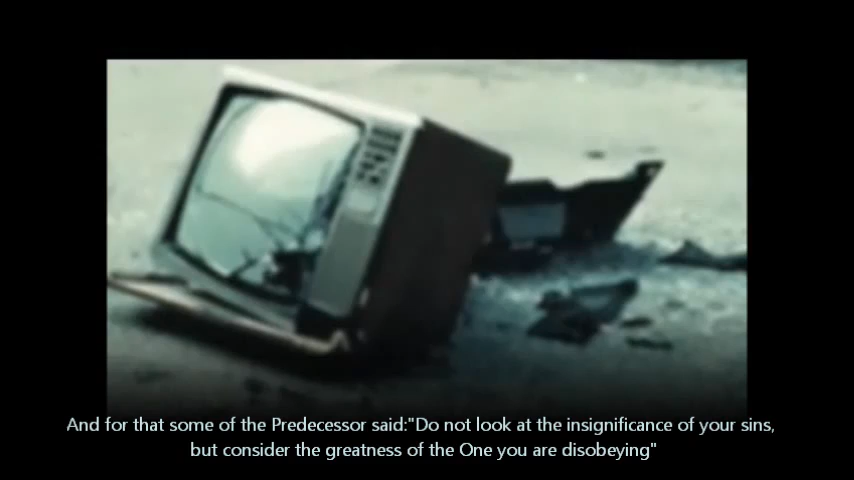 And for that some of the Predecessor said:"Do not look at the insignificance of your sins,
but consider the greatness of the One you are disobeying"